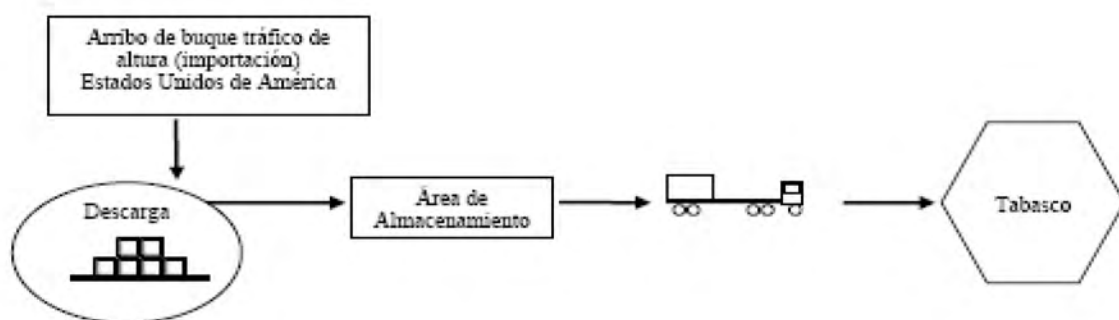 Arribo de buque tráfico de
altura (importación)
Estados Unidos de América
Descarga
Área de
Almacenamiento
Tabasco